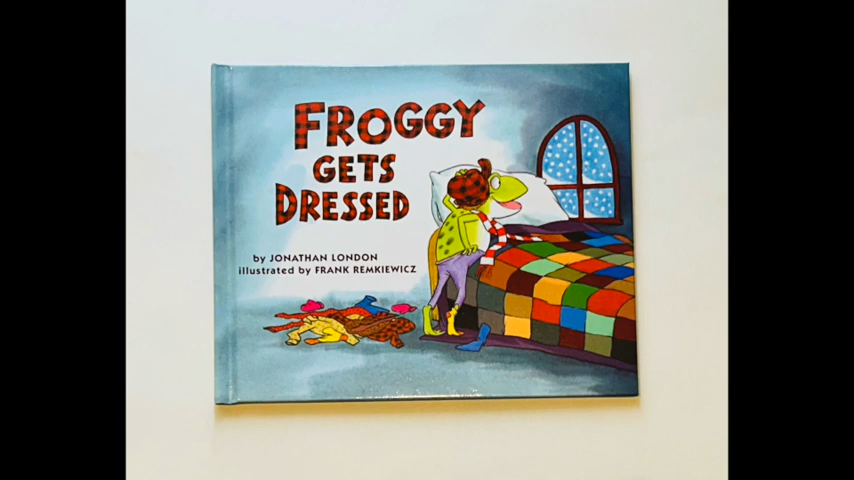 FROGGY
GETS
DRESSED
by JONATHAN LONDON
illustrated by FRANK REMKIEWICZ